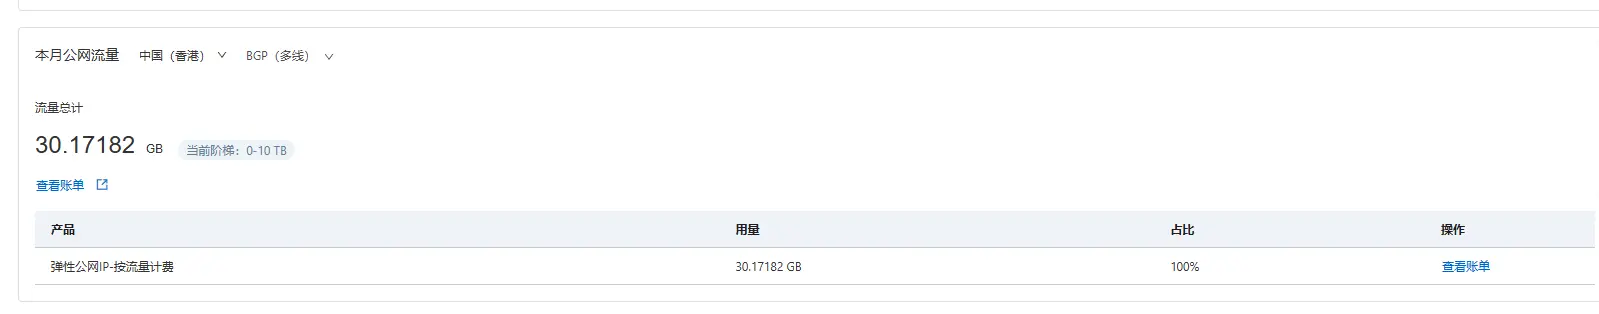 本月公网流量 中国（香港） BGP（多线）
流量总计
30.17182 GB 当前阶梯：0-10 TB
查看账单
产品 用量 占比 操作
弹性公网IP-按流量计费 30.17182 GB 100% 查看账单